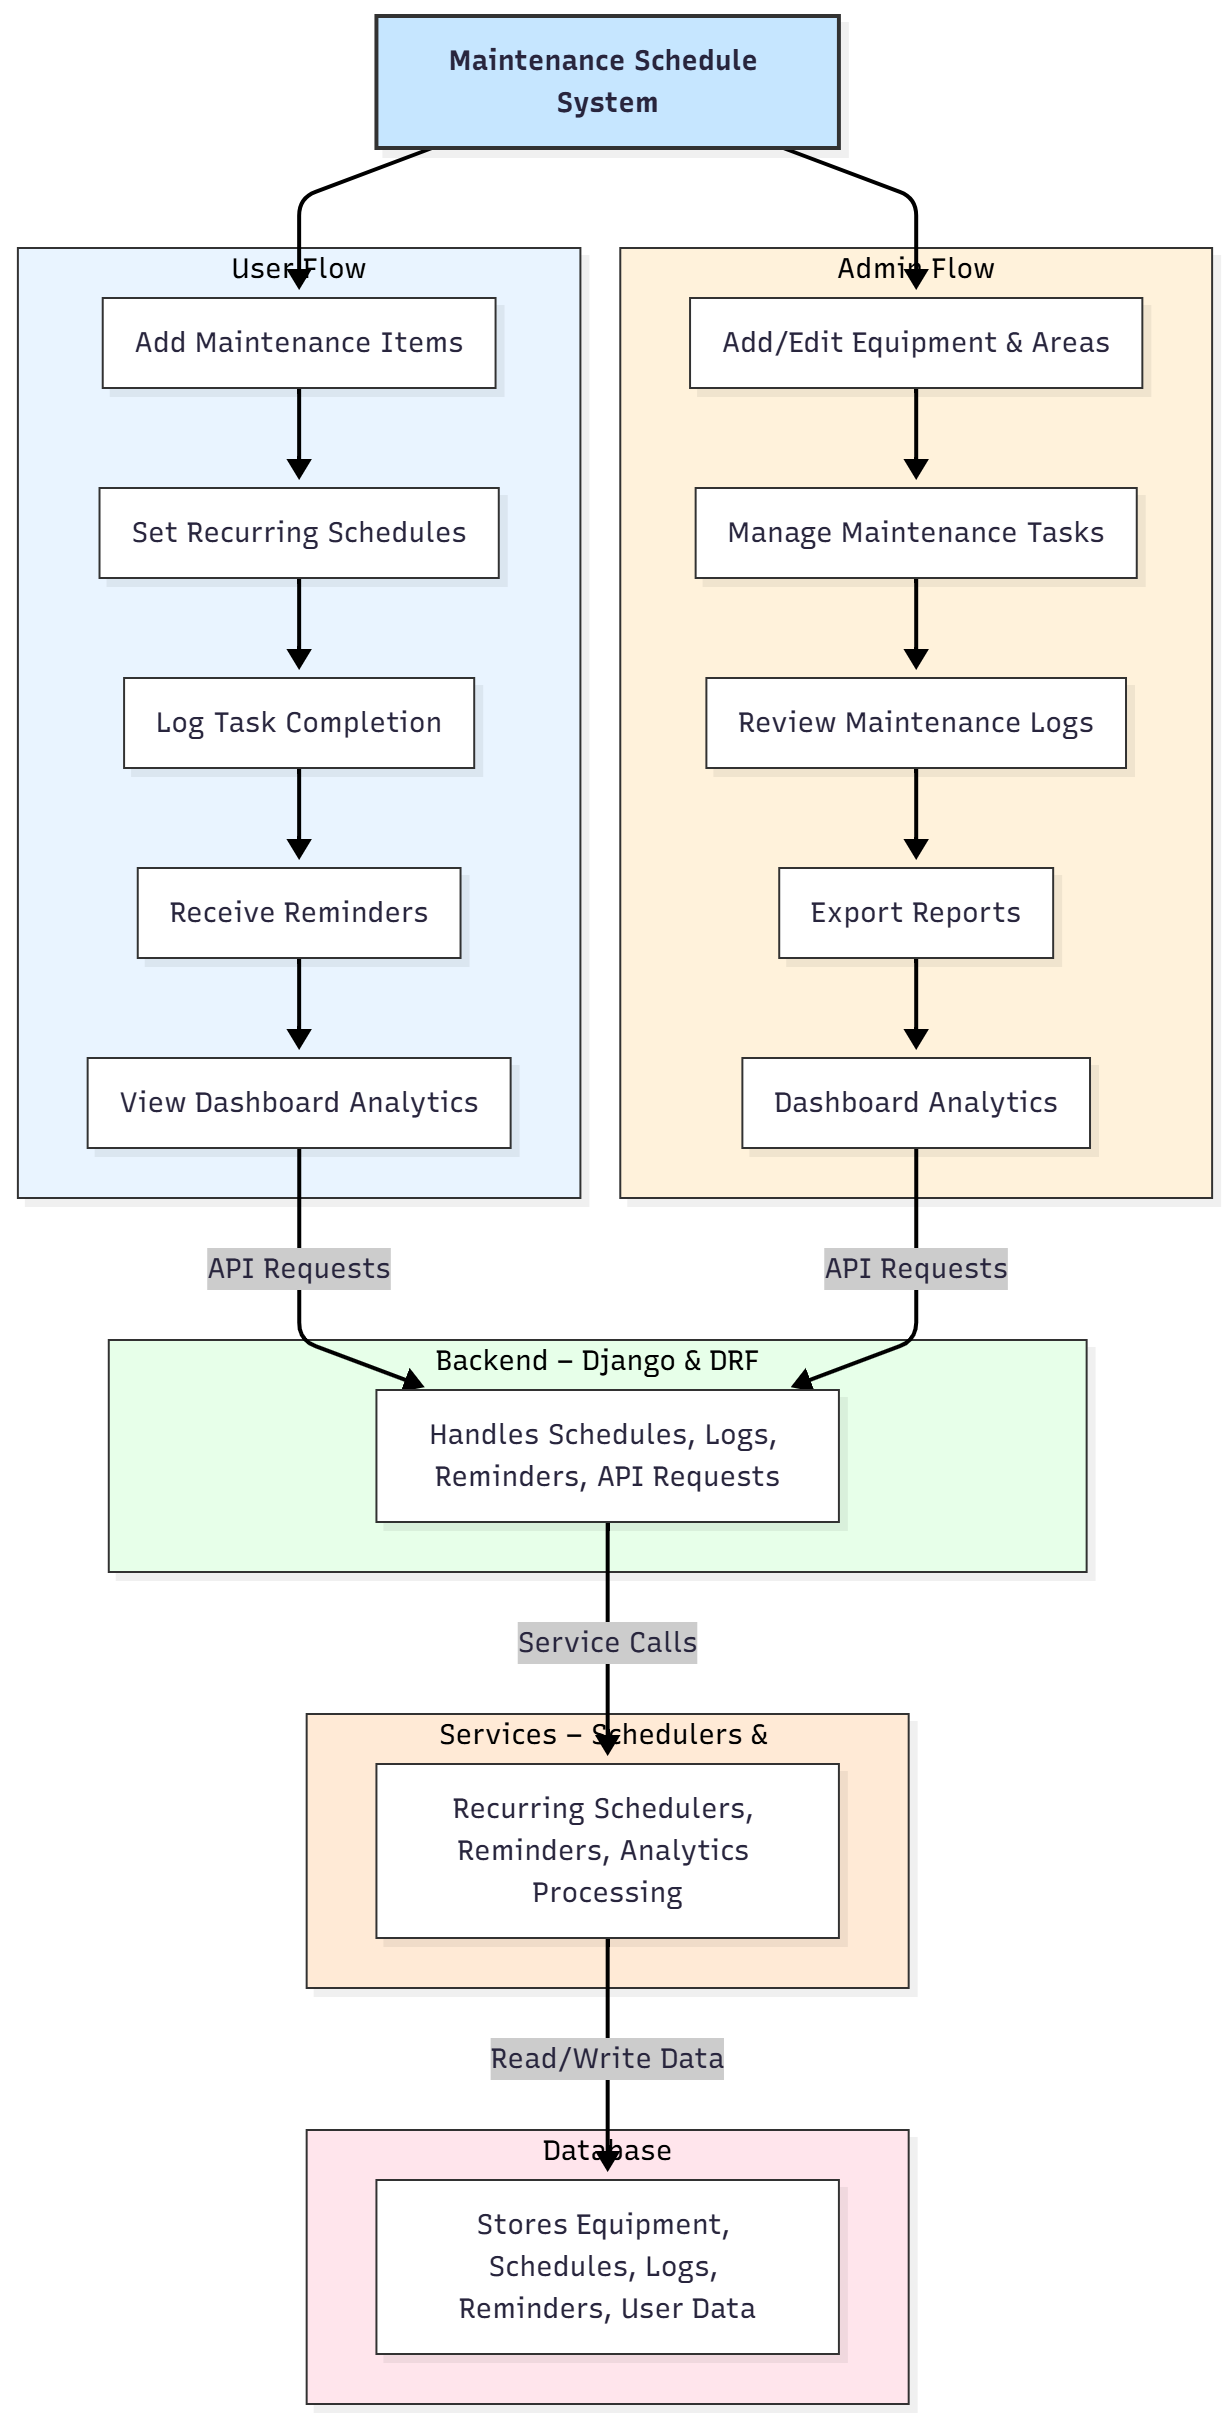 Maintenance Schedule
System
User Flow
Add Maintenance Items
Set Recurring Schedules
Log Task Completion
Receive Reminders
View Dashboard Analytics
Admin Flow
Add/Edit Equipment & Areas
Manage Maintenance Tasks
Review Maintenance Logs
Export Reports
Dashboard Analytics
API Requests
API Requests
Backend – Django & DRF
Handles Schedules, Logs,
Reminders, API Requests
Service Calls
Services – Schedulers &
Recurring Schedulers,
Reminders, Analytics
Processing
Read/Write Data
Database
Stores Equipment,
Schedules, Logs,
Reminders, User Data